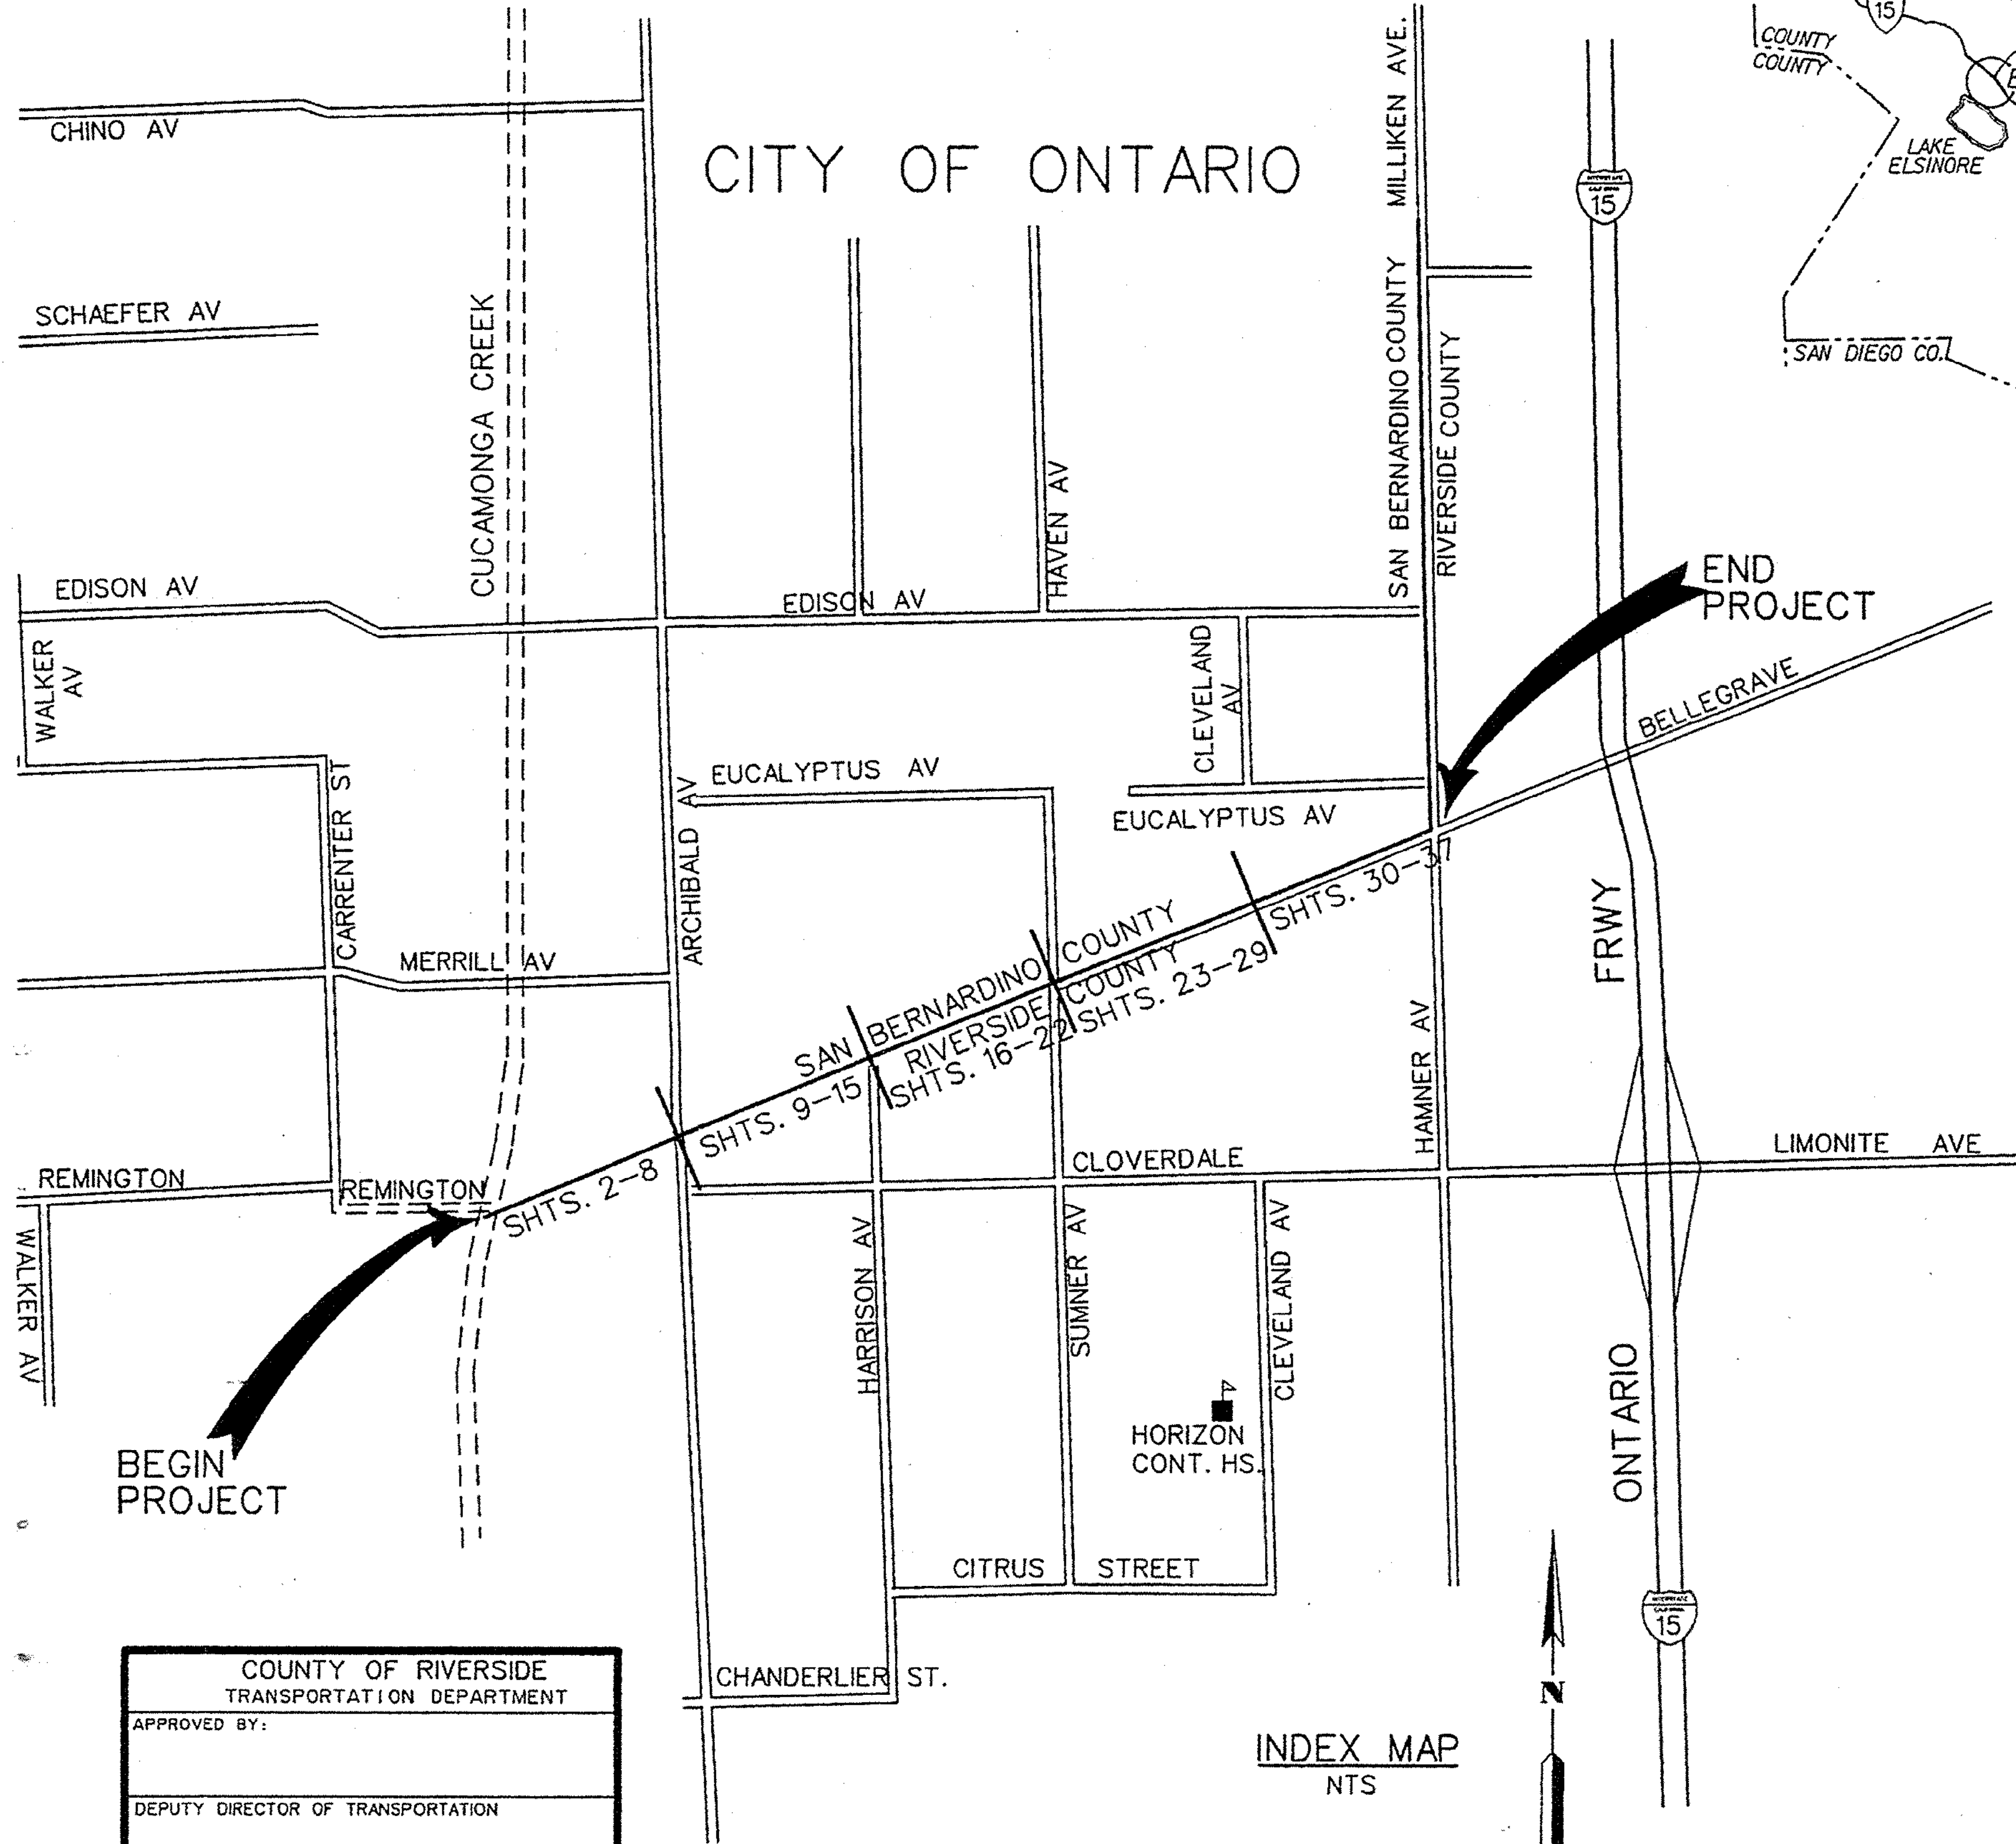 15
COUNTY
COUNTY
LAKE
ELSINORE
SAN DIEGO CO.
CHINO AV
CITY OF ONTARIO
MILLIKEN AVE.
SAN BERNARDINO COUNTY
RIVERSIDE COUNTY
15
SCHAEFER AV
CUCAMONGA CREEK
HAVEN AV
EDISON AV
EDISON AV
END
PROJECT
WALKER
AV
CLEVELAND
AV
BELLEGRAVE
CARRENTER ST
EUCALYPTUS AV
EUCALYPTUS AV
ARCHIBALD AV
MERRILL AV
SAN BERNARDINO COUNTY
RIVERSIDE COUNTY
SHTS. 2-8
SHTS. 9-15
SHTS. 16-22
SHTS. 23-29
SHTS. 30-37
FRWY
HAMNER AV
REMINGTON
REMINGTON
CLOVERDALE
LIMONITE AVE
WALKER AV
HARRISON AV
SUMNER AV
CLEVELAND AV
HORIZON
CONT. HS.
ONTARIO
BEGIN
PROJECT
CITRUS STREET
15
CHANDERLIER ST.
COUNTY OF RIVERSIDE
TRANSPORTATION DEPARTMENT
APPROVED BY:
DEPUTY DIRECTOR OF TRANSPORTATION
INDEX MAP
NTS
N